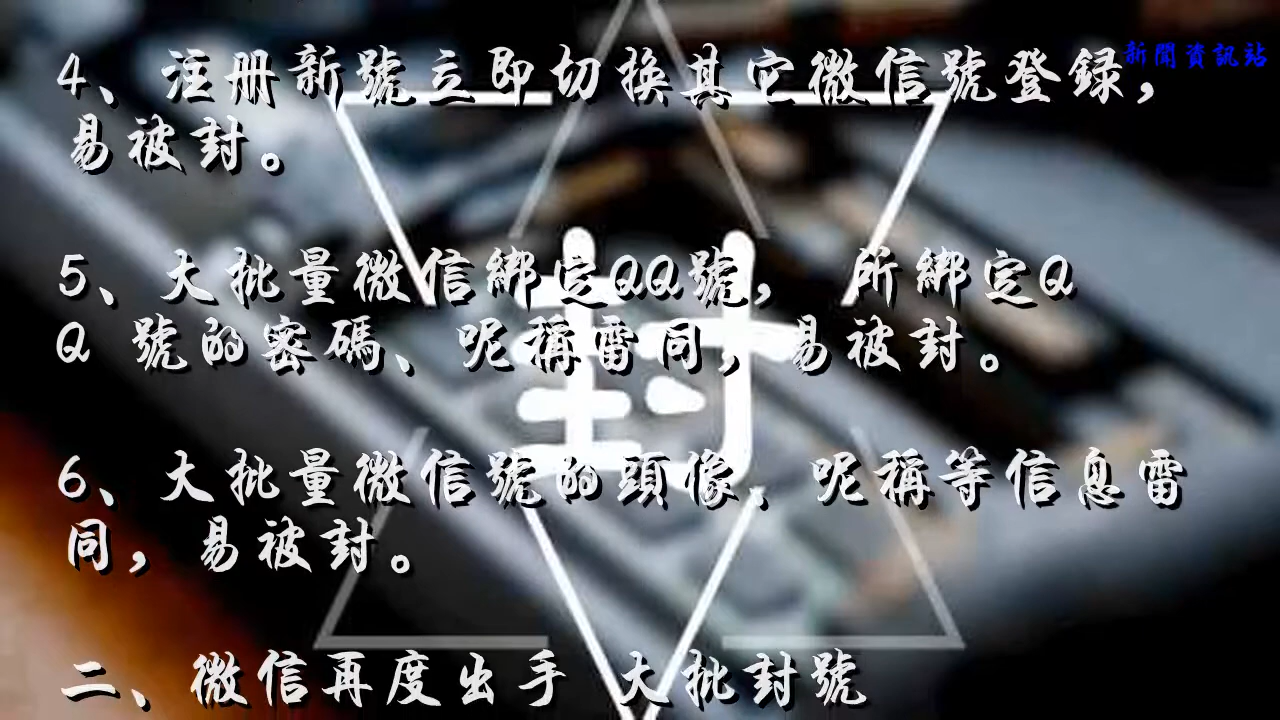 新聞資訊站
4、注册新號立即切換其它微信號登録，
易被封。
5、大批量微信綁定QQ號， 所綁定Q
Q 號的密碼、呢稱雷同，易被封。
封
6、大批量微信號的頭像、呢稱等信息雷
同，易被封。
二、微信再度出手 大批封號